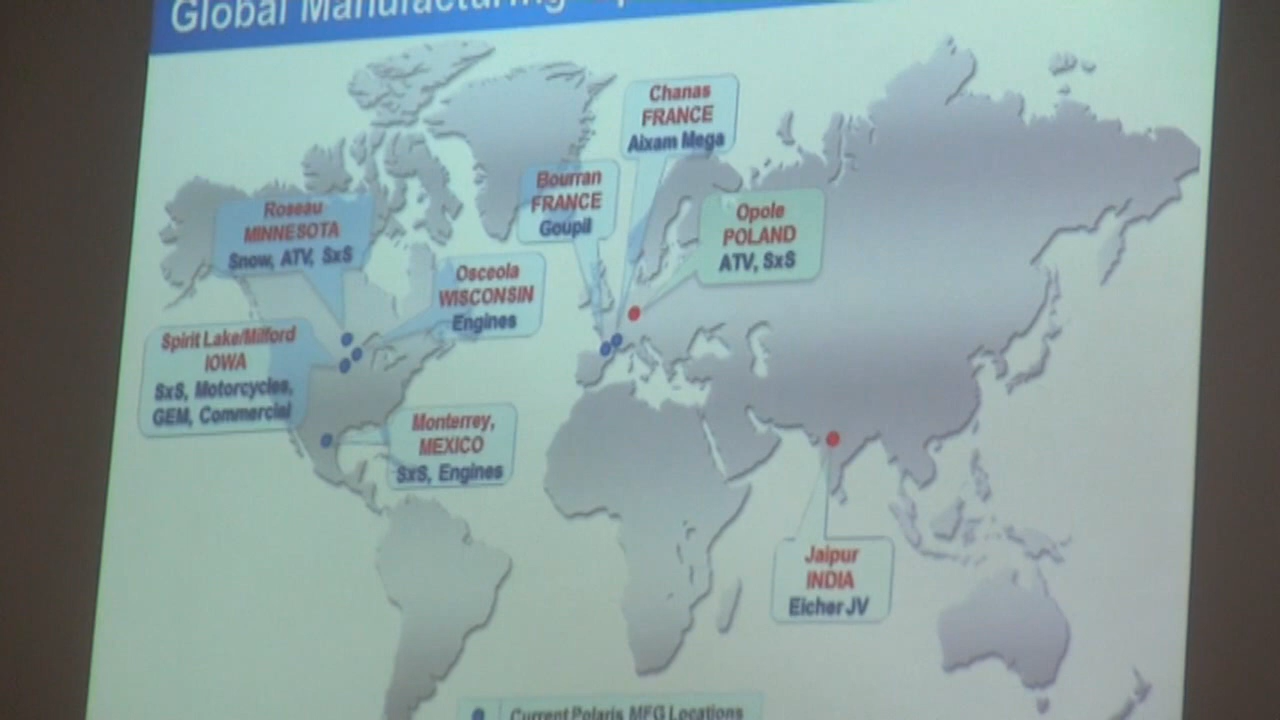 Global Manufacturing
Chanas
FRANCE
Aixam Mega
Bourran
FRANCE
Goupil
Roseau
MINNESOTA
Snow, ATV, SxS
Opole
POLAND
ATV, SxS
Osceola
WISCONSIN
Engines
Spirit Lake/Milford
IOWA
SxS, Motorcycles,
GEM, Commercial
Monterrey,
MEXICO
SxS, Engines
Jaipur
INDIA
Eicher JV
Current Polaris MFG Locations